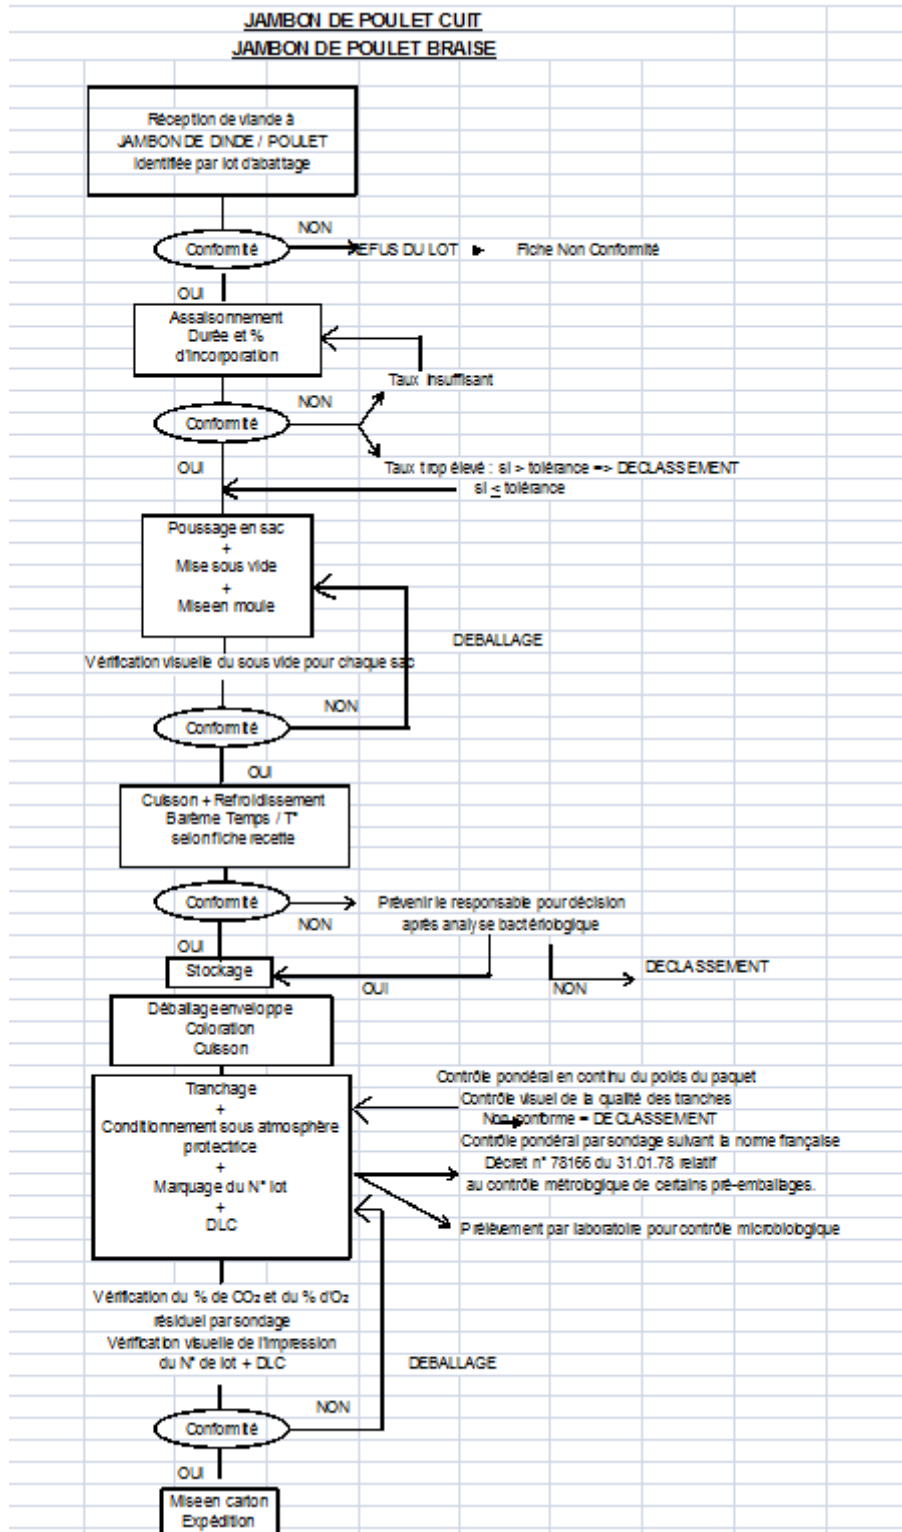 JAMBON DE POULET CUIT
JAMBON DE POULET BRAISE
Réception de viande à
JAMBON DE DINDE / POULET
Identifiée par lot d'abattage
NON
Conformité
REFUS DU LOT
Fiche Non Conformité
OUI
Assaisonnement
Durée et %
d'incorporation
Taux insuffisant
NON
Conformité
OUI
Taux trop élevé : si > tolérance => DECLASSEMENT
si ≤ tolérance
Poussage en sac
+
Mise sous vide
+
Mise en moule
DEBALLAGE
Vérification visuelle du sous vide pour chaque sac
NON
Conformité
OUI
Cuisson + Refroidissement
Barème Temps / T°
selon fiche recette
Conformité
Prévenir le responsable pour décision
après analyse bactériologique
NON
OUI
Stockage
DECLASSEMENT
OUI
NON
Déballage enveloppe
Coloration
Cuisson
Tranchage
+
Conditionnement sous atmosphère
protectrice
+
Marquage du N° lot
+
DLC
Contrôle pondéral en continu du poids du paquet
Contrôle visuel de la qualité des tranches
Non conforme = DECLASSEMENT
Contrôle pondéral par sondage suivant la norme française
Décret n° 78166 du 31.01.78 relatif
au contrôle métrologique de certains pré-emballages.
Prélèvement par laboratoire pour contrôle microbiologique
Vérification du % de CO₂ et du % d'O₂
résiduel par sondage
Vérification visuelle de l'impression
du N° de lot + DLC
DEBALLAGE
NON
Conformité
OUI
Mise en carton
Expédition